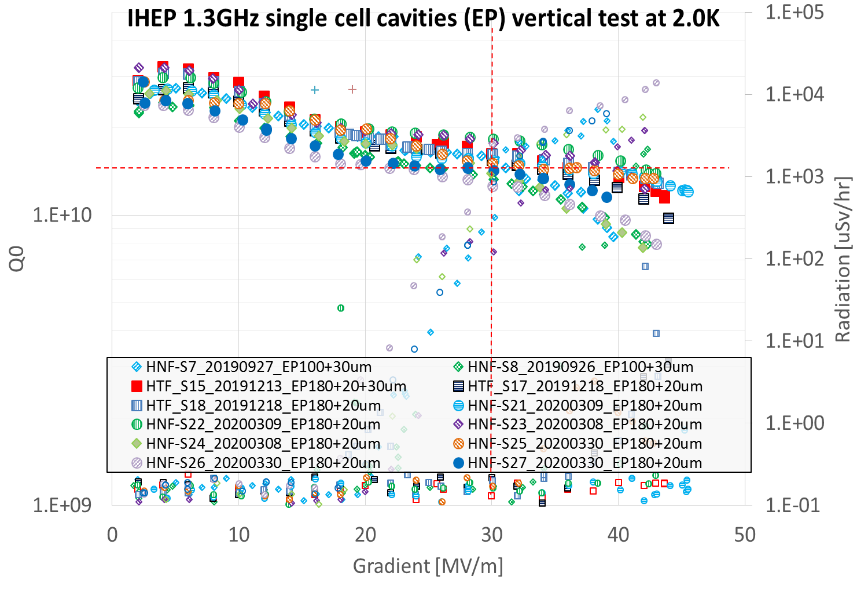 IHEP 1.3GHz single cell cavities (EP) vertical test at 2.0K
1.E+05
1.E+04
1.E+03
1.E+02
1.E+01
1.E+00
1.E-01
Radiation [uSv/hr]
1.E+10
1.E+09
Q0
HNF-S7_20190927_EP100+30um
HNF-S8_20190926_EP100+30um
HTF_S15_20191213_EP180+20+30um
HTF_S17_20191218_EP180+20um
HTF_S18_20191218_EP180+20um
HNF-S21_20200309_EP180+20um
HNF-S22_20200309_EP180+20um
HNF-S23_20200308_EP180+20um
HNF-S24_20200308_EP180+20um
HNF-S25_20200330_EP180+20um
HNF-S26_20200330_EP180+20um
HNF-S27_20200330_EP180+20um
0 10 20 30 40 50
Gradient [MV/m]